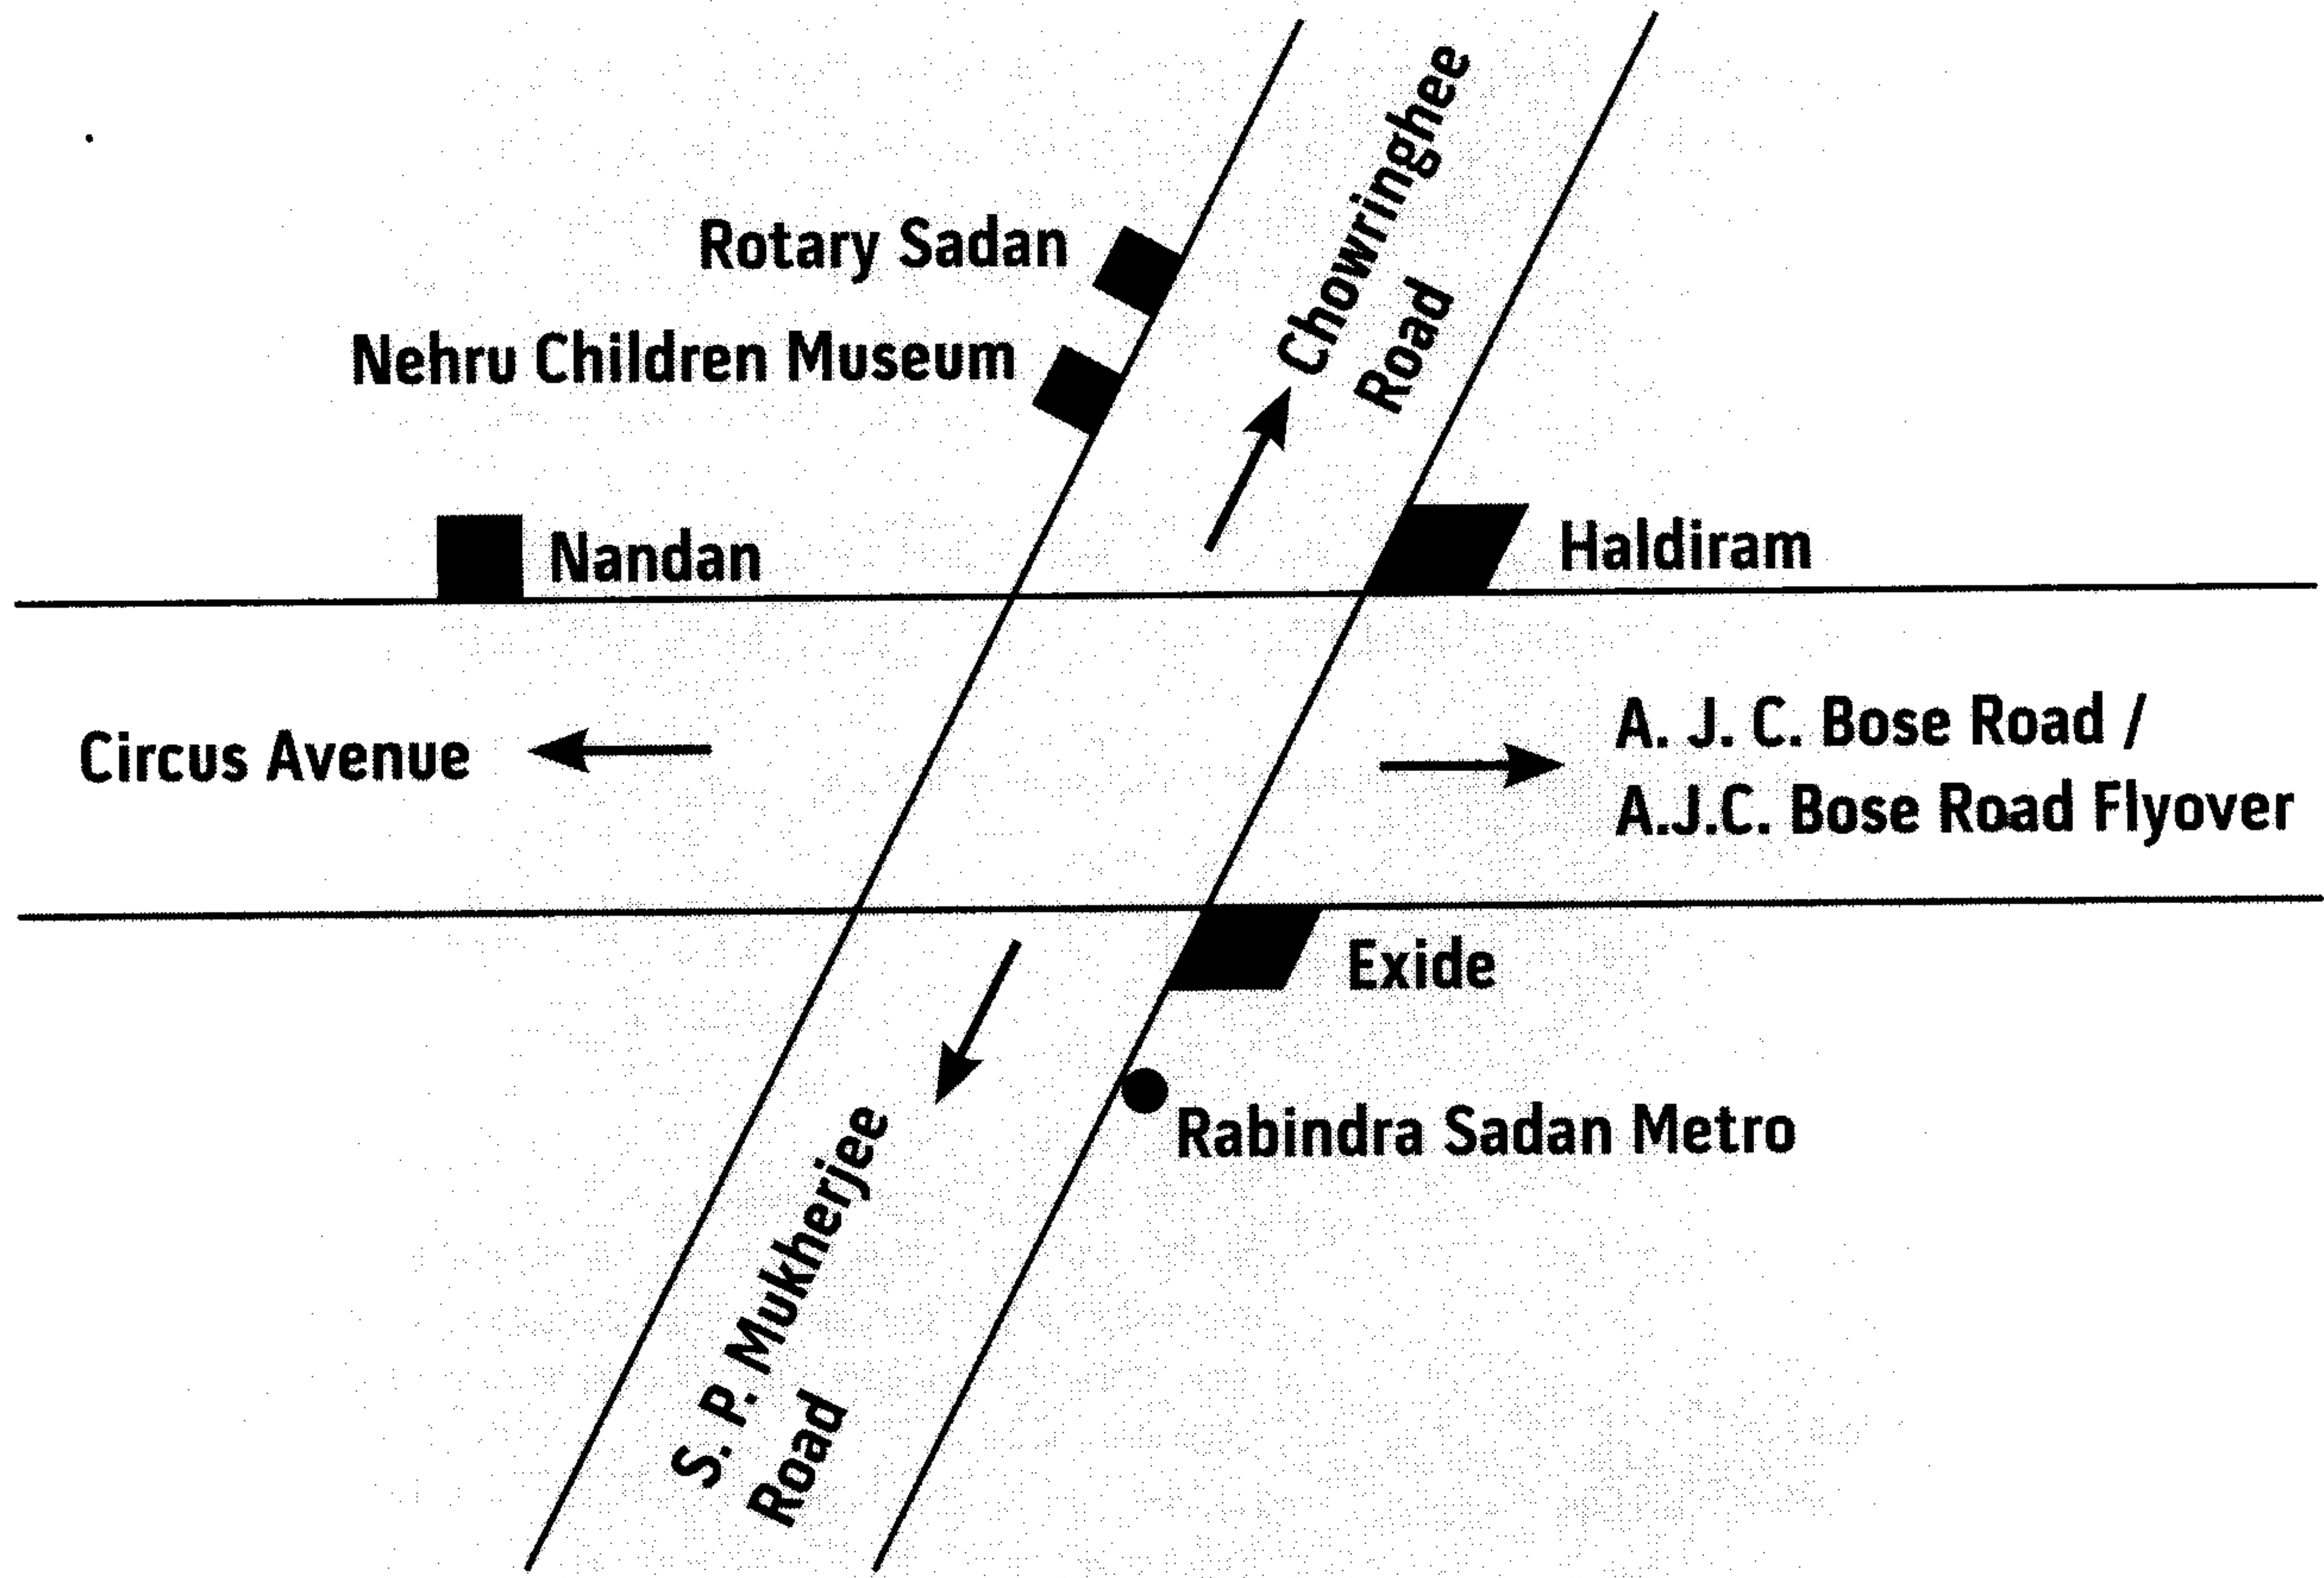 Chowringhee
Road
Rotary Sadan
Nehru Children Museum
Nandan
Haldiram
Circus Avenue
A. J. C. Bose Road /
A.J.C. Bose Road Flyover
Exide
Rabindra Sadan Metro
S. P. Mukherjee
Road